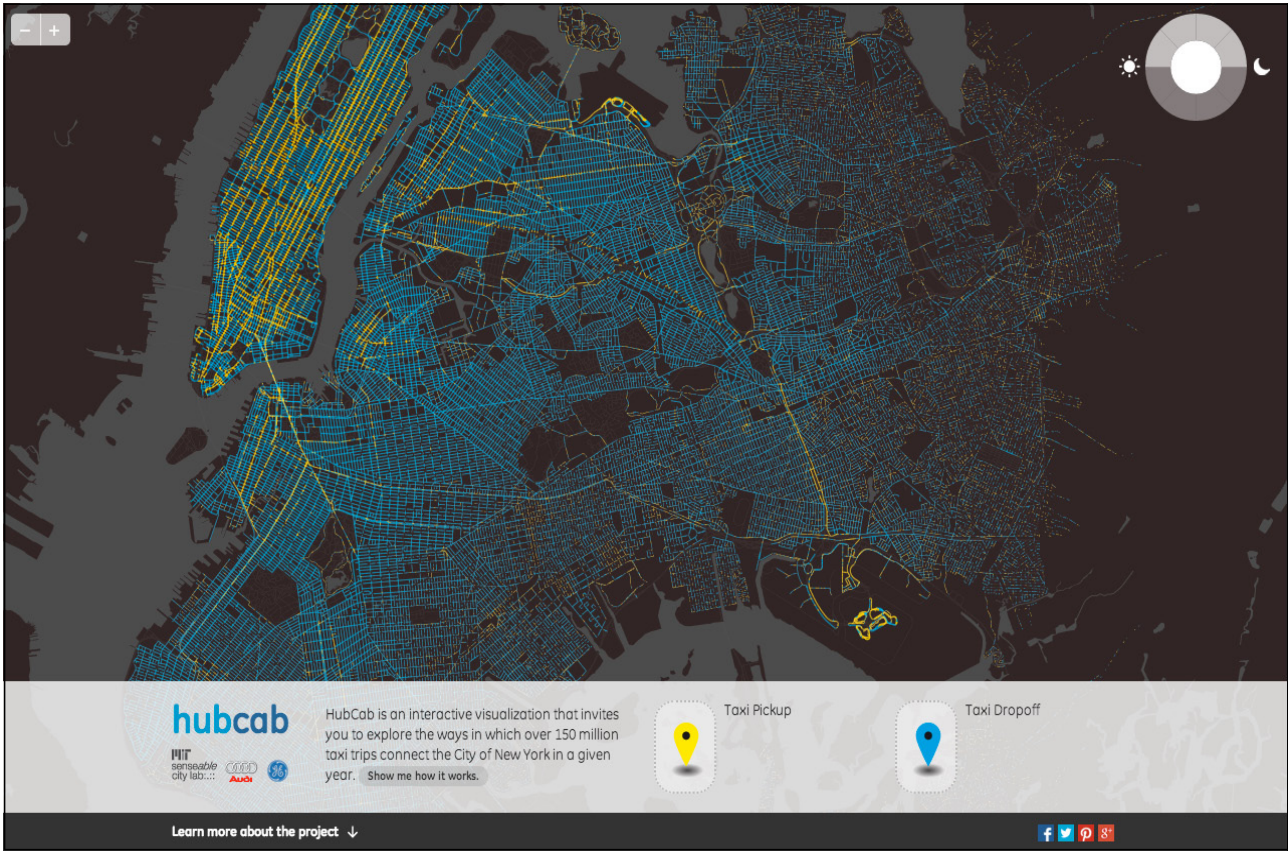 − +
hubcab
MIT
senseable
city lab:.::
Audi
HubCab is an interactive visualization that invites
you to explore the ways in which over 150 million
taxi trips connect the City of New York in a given
year. Show me how it works.
Taxi Pickup
Taxi Dropoff
Learn more about the project ↓